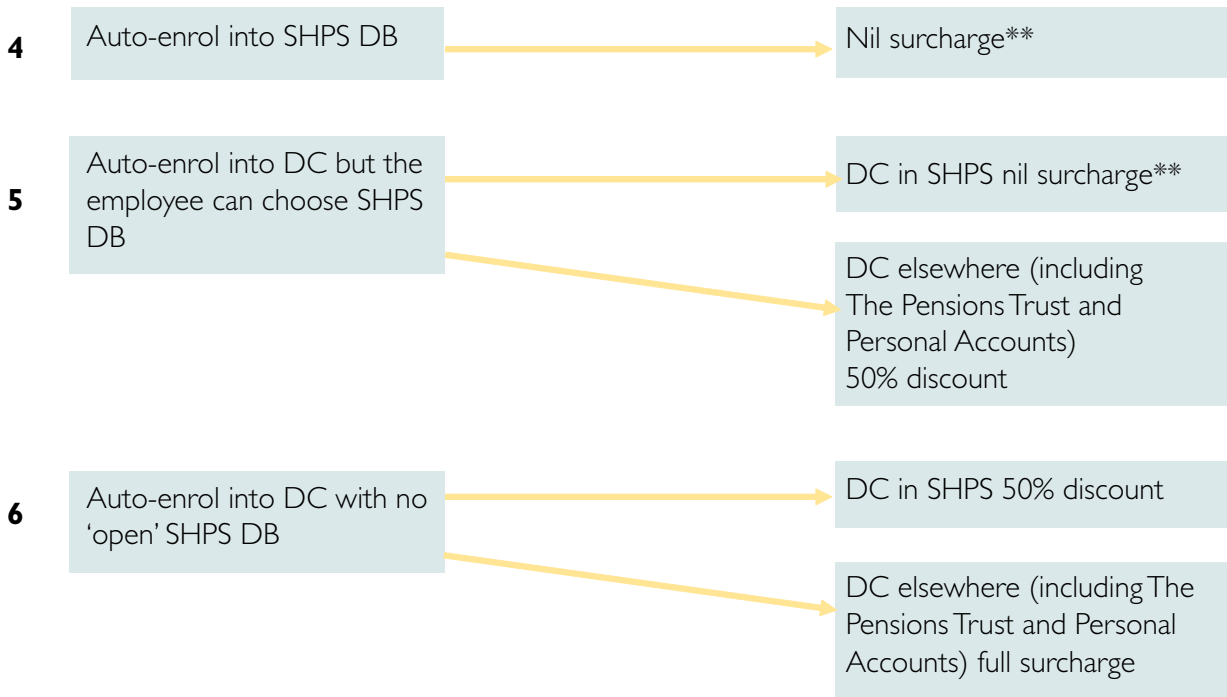 4
Auto-enrol into SHPS DB
Nil surcharge**
5
Auto-enrol into DC but the
employee can choose SHPS
DB
DC in SHPS nil surcharge**
DC elsewhere (including
The Pensions Trust and
Personal Accounts)
50% discount
6
Auto-enrol into DC with no
‘open’ SHPS DB
DC in SHPS 50% discount
DC elsewhere (including The
Pensions Trust and Personal
Accounts) full surcharge